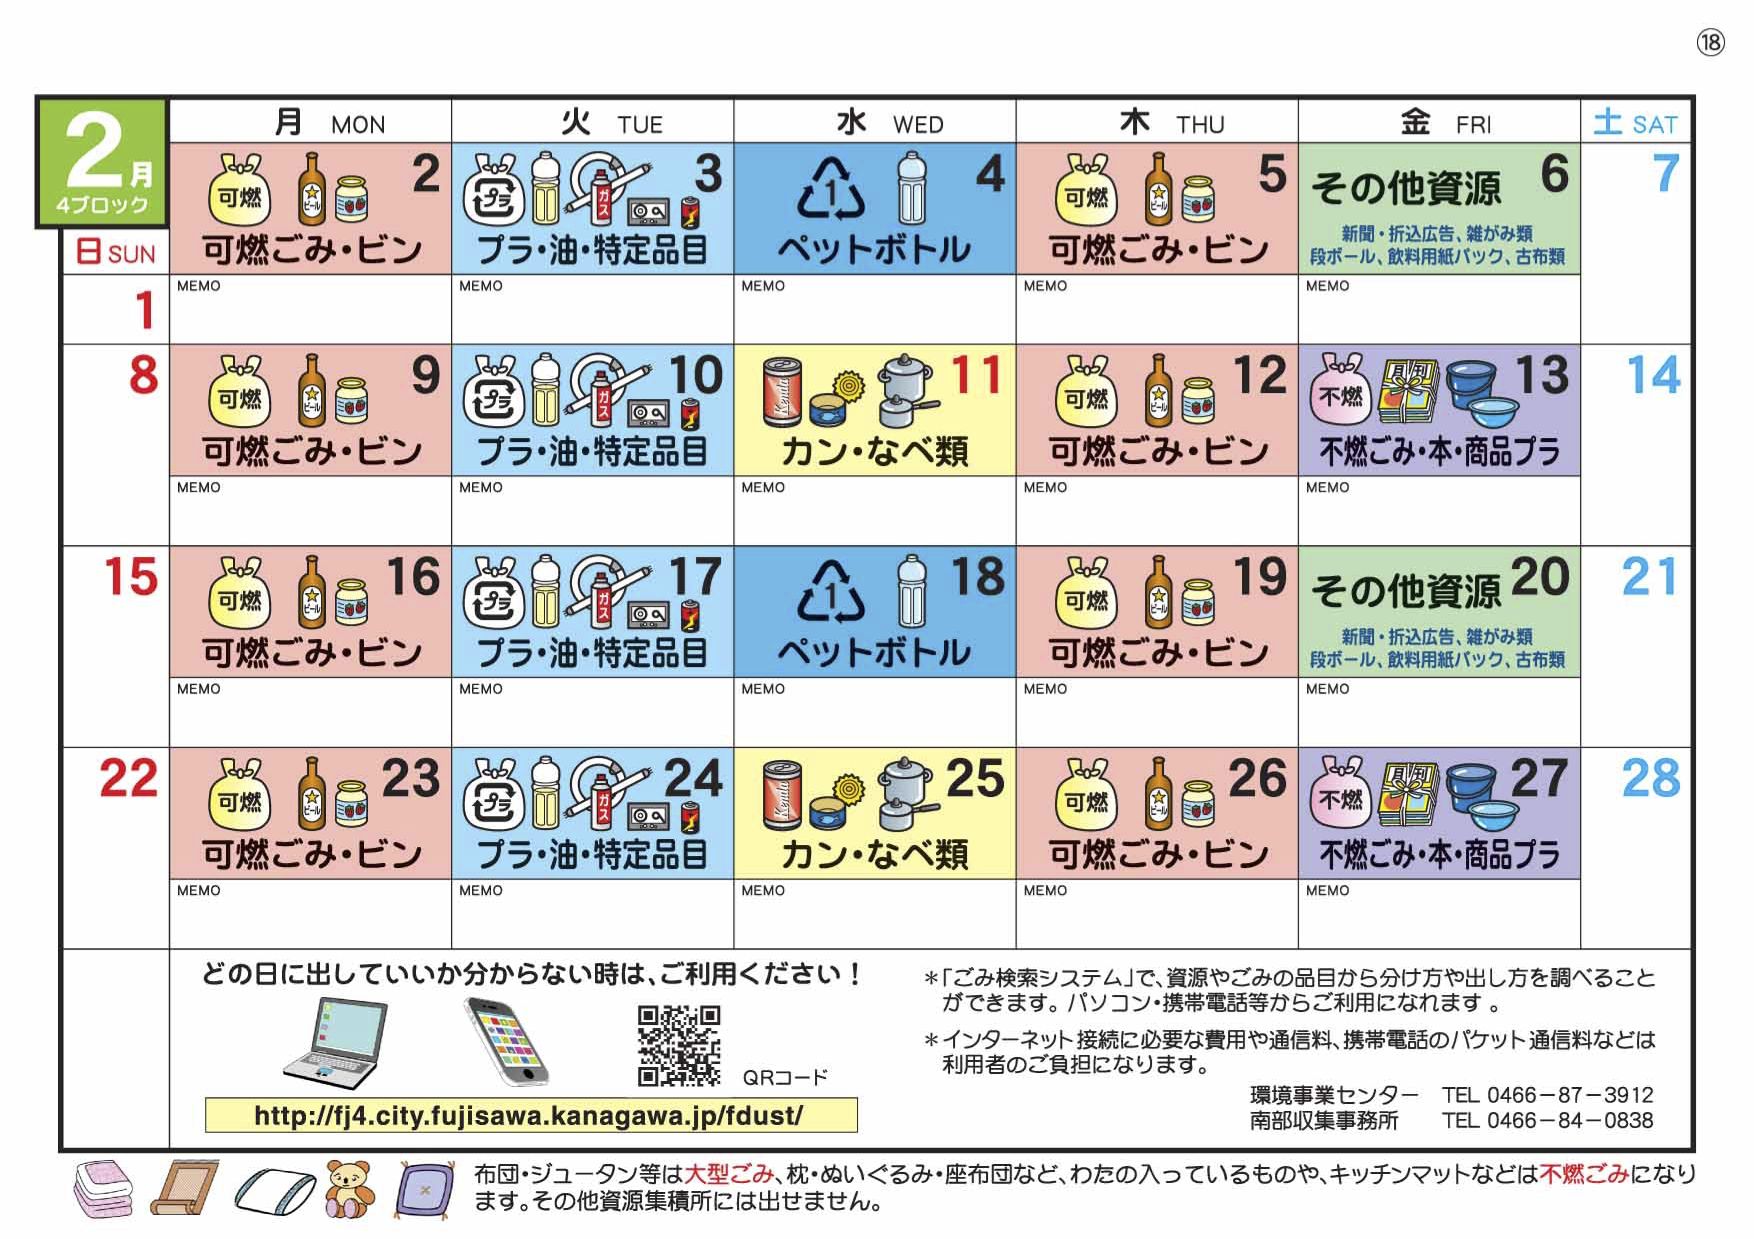 ⑱
2月
4ブロック
月 MON 火 TUE 水 WED 木 THU 金 FRI 土 SAT
日 SUN
1
2
可燃 ビール
可燃ごみ・ビン
3
プラ ガス
プラ・油・特定品目
4
1
ペットボトル
5
可燃 ビール
可燃ごみ・ビン
6
その他資源
新聞・折込広告、雑がみ類
段ボール、飲料用紙パック、古布類
7
MEMO MEMO MEMO MEMO MEMO
8
9
可燃 ビール
可燃ごみ・ビン
10
プラ ガス
プラ・油・特定品目
11
カン・なべ類
12
可燃 ビール
可燃ごみ・ビン
13
不燃 月刊
不燃ごみ・本・商品プラ
14
MEMO MEMO MEMO MEMO MEMO
15
16
可燃 ビール
可燃ごみ・ビン
17
プラ ガス
プラ・油・特定品目
18
1
ペットボトル
19
可燃 ビール
可燃ごみ・ビン
20
その他資源
新聞・折込広告、雑がみ類
段ボール、飲料用紙パック、古布類
21
MEMO MEMO MEMO MEMO MEMO
22
23
可燃 ビール
可燃ごみ・ビン
24
プラ ガス
プラ・油・特定品目
25
カン・なべ類
26
可燃 ビール
可燃ごみ・ビン
27
不燃 月刊
不燃ごみ・本・商品プラ
28
MEMO MEMO MEMO MEMO MEMO
どの日に出していいか分からない時は、ご利用ください！
QRコード
http://fj4.city.fujisawa.kanagawa.jp/fdust/
＊「ごみ検索システム」で、資源やごみの品目から分け方や出し方を調べること
ができます。パソコン・携帯電話等からご利用になれます 。
＊インターネット接続に必要な費用や通信料、携帯電話のパケット通信料などは
利用者のご負担になります。
環境事業センター TEL 0466－87－3912
南部収集事務所 TEL 0466－84－0838
布団・ジュータン等は大型ごみ、枕・ぬいぐるみ・座布団など、わたの入っているものや、キッチンマットなどは不燃ごみになり
ます。その他資源集積所には出せません。